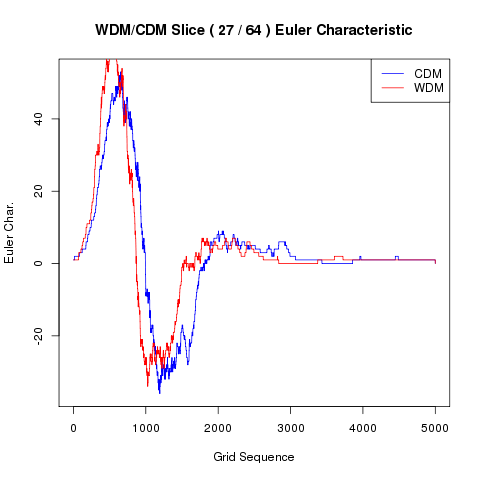 WDM/CDM Slice ( 27 / 64 ) Euler Characteristic
CDM
WDM
Euler Char.
40
20
0
-20
0 1000 2000 3000 4000 5000
Grid Sequence